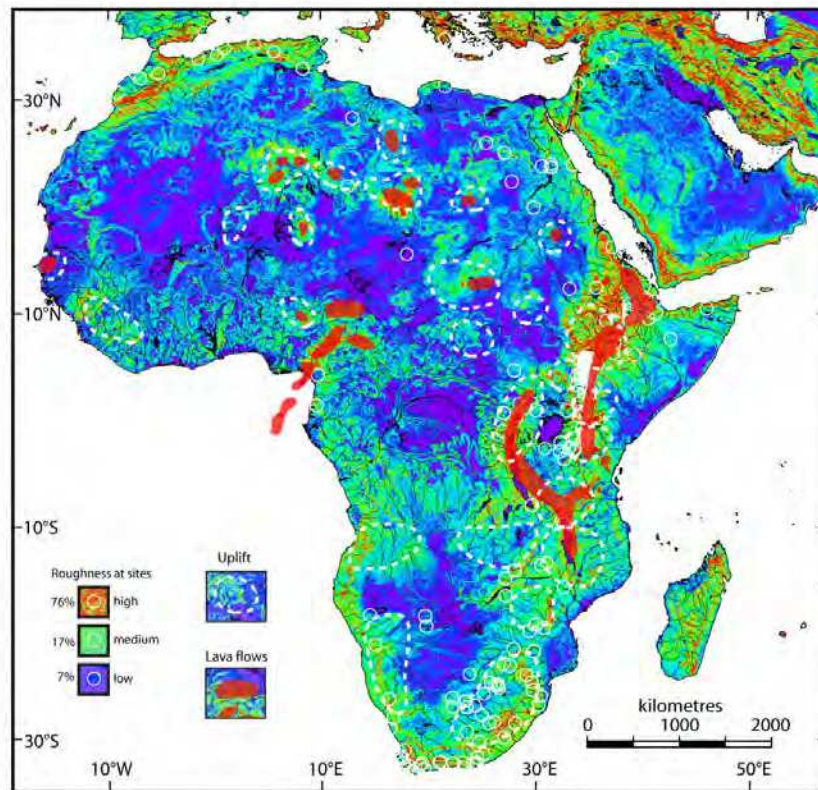 30°N
10°N
10°S
30°S
Roughness at sites
76% high
17% medium
7% low
Uplift
Lava flows
kilometres
0 1000 2000
10°W 10°E 30°E 50°E